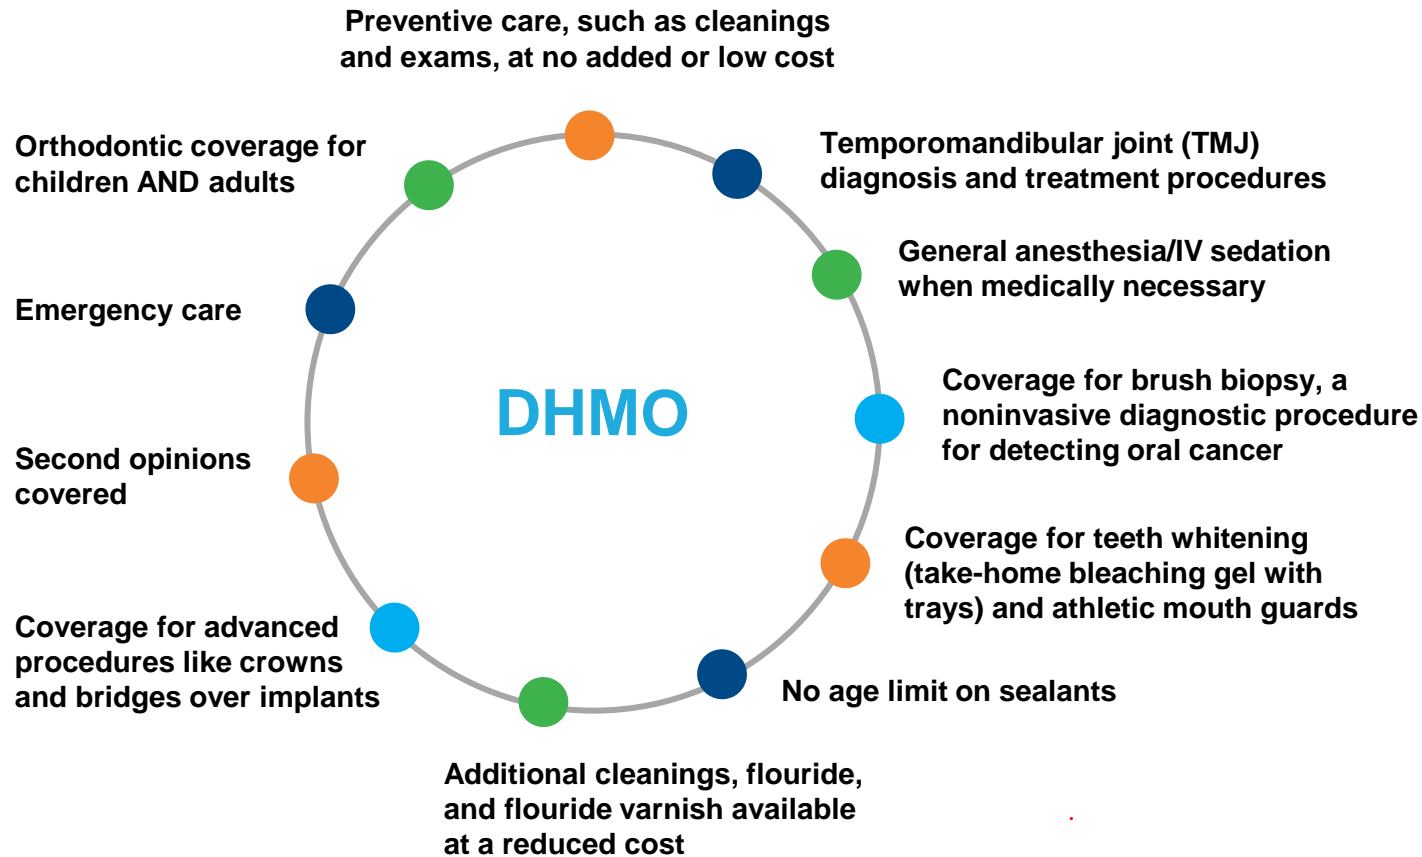 Preventive care, such as cleanings
and exams, at no added or low cost
Temporomandibular joint (TMJ)
diagnosis and treatment procedures
General anesthesia/IV sedation
when medically necessary
Coverage for brush biopsy, a
noninvasive diagnostic procedure
for detecting oral cancer
Coverage for teeth whitening
(take-home bleaching gel with
trays) and athletic mouth guards
No age limit on sealants
Additional cleanings, flouride,
and flouride varnish available
at a reduced cost
Coverage for advanced
procedures like crowns
and bridges over implants
Second opinions
covered
Emergency care
Orthodontic coverage for
children AND adults
DHMO